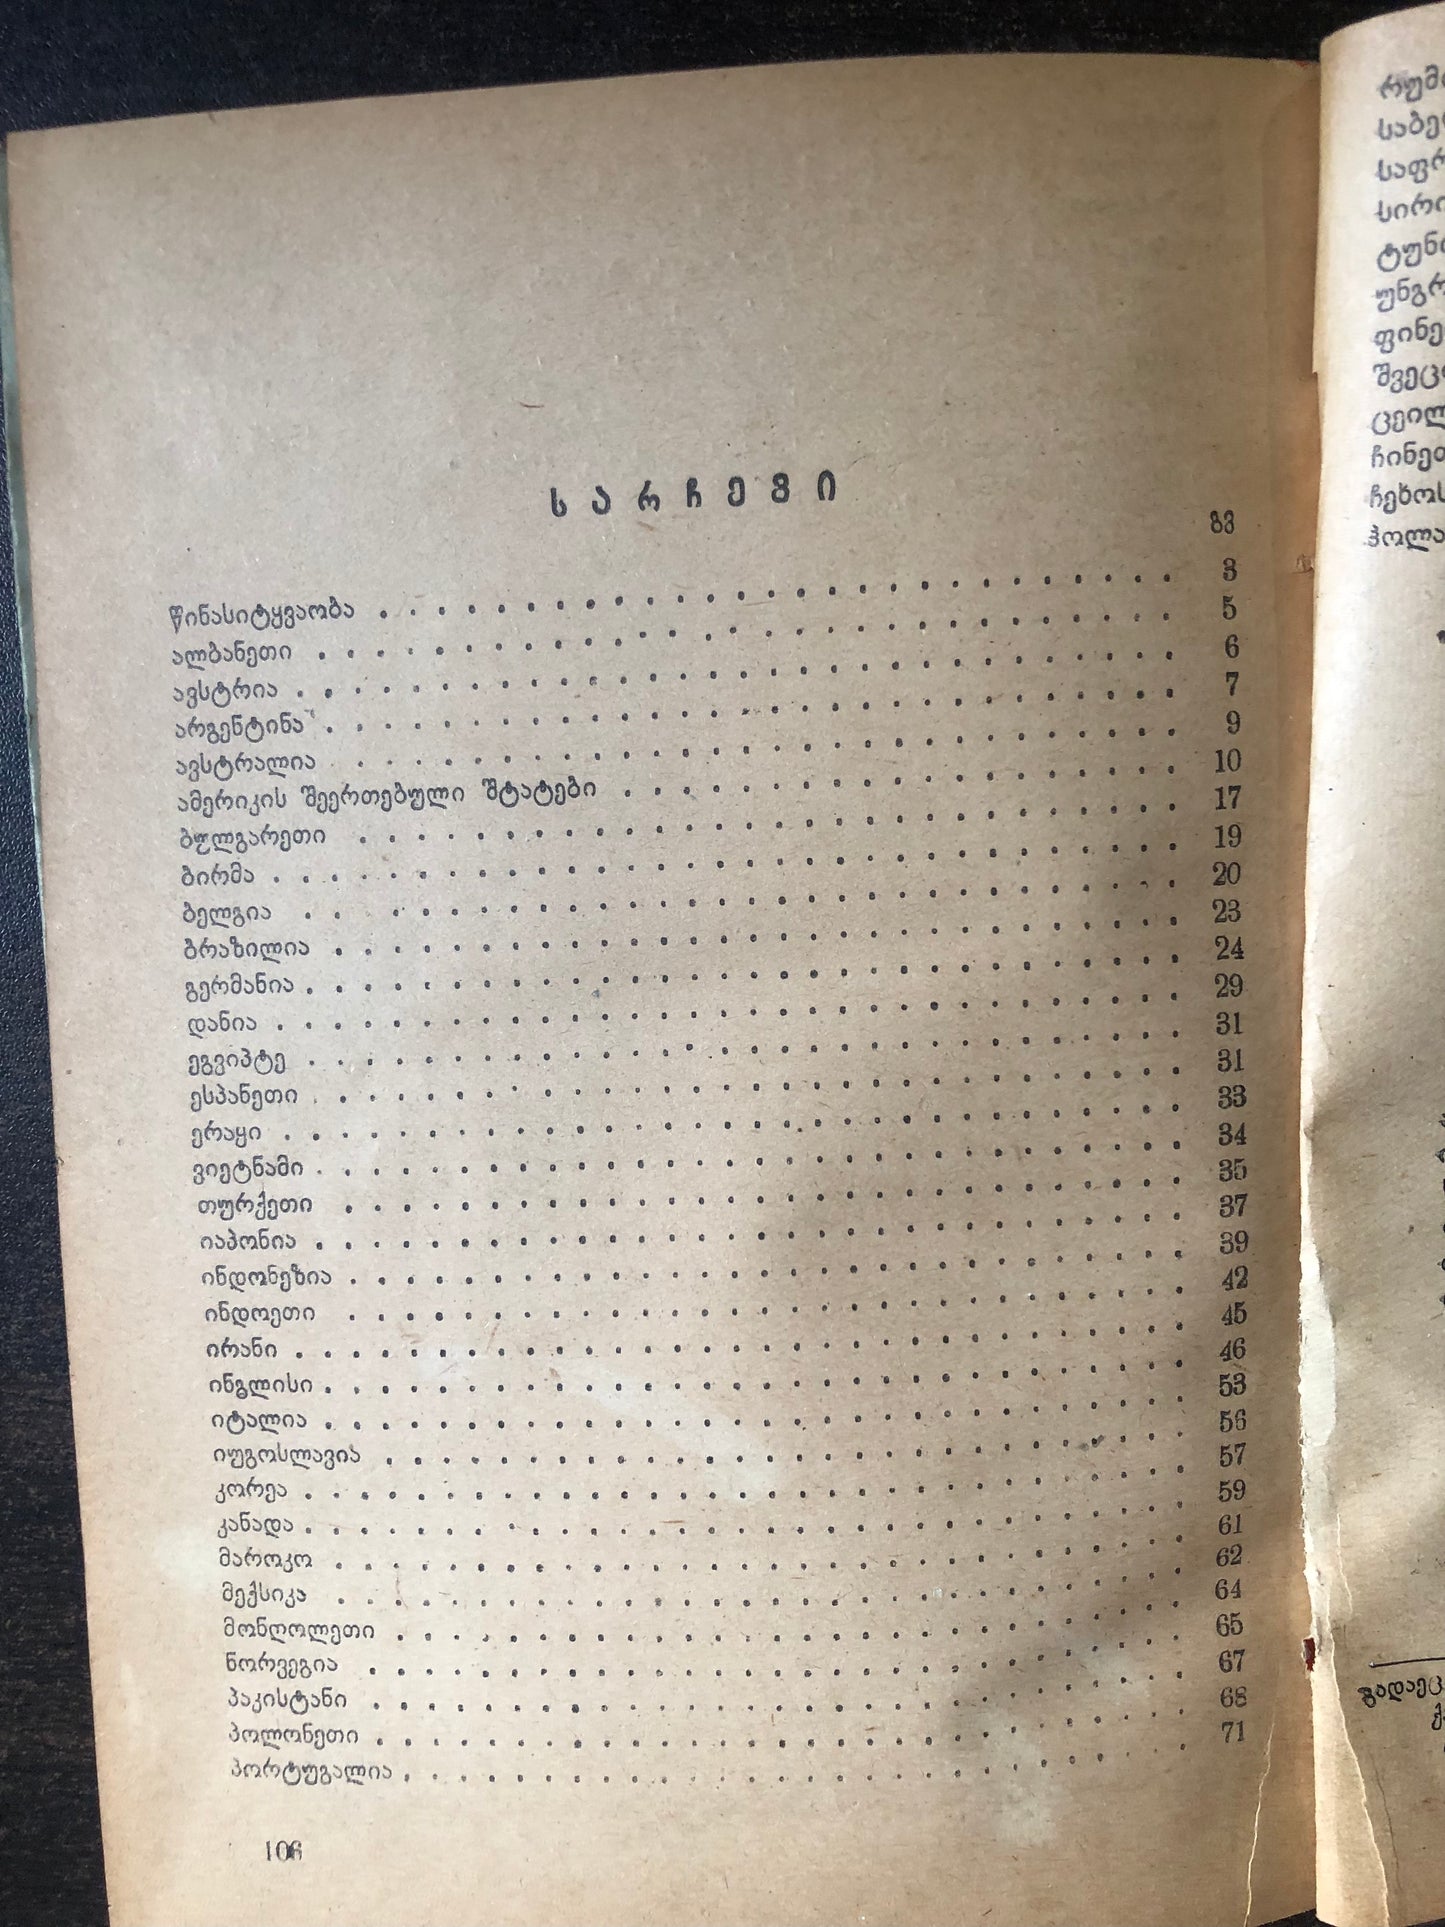 სარჩევი
გვ
წინასიტყვაობა . . . . . . . . . . 3
ალბანეთი . . . . . . . . . . 5
ავსტრია . . . . . . . . . . 6
არგენტინა . . . . . . . . . . 7
ავსტრალია . . . . . . . . . . 9
ამერიკის შეერთებული შტატები . . . . . . . . . . 10
ბულგარეთი . . . . . . . . . . 17
ბირმა . . . . . . . . . . 19
ბელგია . . . . . . . . . . 20
ბრაზილია . . . . . . . . . . 23
გერმანია . . . . . . . . . . 24
დანია . . . . . . . . . . 29
ეგვიპტე . . . . . . . . . . 31
ესპანეთი . . . . . . . . . . 31
ერაყი . . . . . . . . . . 33
ვიეტნამი . . . . . . . . . . 34
თურქეთი . . . . . . . . . . 35
იაპონია . . . . . . . . . . 37
ინდონეზია . . . . . . . . . . 39
ინდოეთი . . . . . . . . . . 42
ირანი . . . . . . . . . . 45
ინგლისი . . . . . . . . . . 46
იტალია . . . . . . . . . . 53
იუგოსლავია . . . . . . . . . . 56
კორეა . . . . . . . . . . 57
კანადა . . . . . . . . . . 59
მაროკო . . . . . . . . . . 61
მექსიკა . . . . . . . . . . 62
მონღოლეთი . . . . . . . . . . 64
ნორვეგია . . . . . . . . . . 65
პაკისტანი . . . . . . . . . . 67
პოლონეთი . . . . . . . . . . 68
პორტუგალია . . . . . . . . . . 71
106